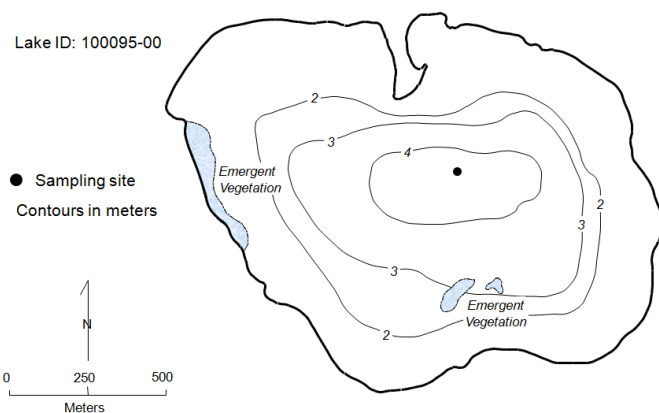 Lake ID: 100095-00
2
3
4
Emergent
Vegetation
Sampling site
Contours in meters
2
3
3
Emergent
Vegetation
2
N
0 250 500
Meters